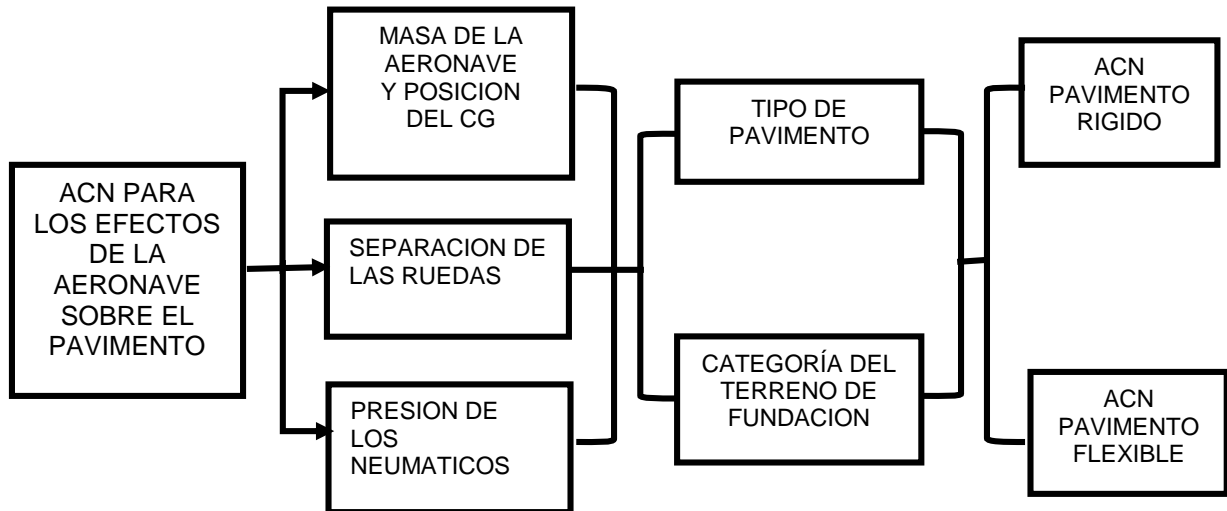 ACN PARA
LOS EFECTOS
DE LA
AERONAVE
SOBRE EL
PAVIMENTO
MASA DE LA
AERONAVE
Y POSICION
DEL CG
SEPARACION DE
LAS RUEDAS
PRESION DE
LOS
NEUMATICOS
TIPO DE
PAVIMENTO
CATEGORÍA DEL
TERRENO DE
FUNDACION
ACN
PAVIMENTO
RIGIDO
ACN
PAVIMENTO
FLEXIBLE